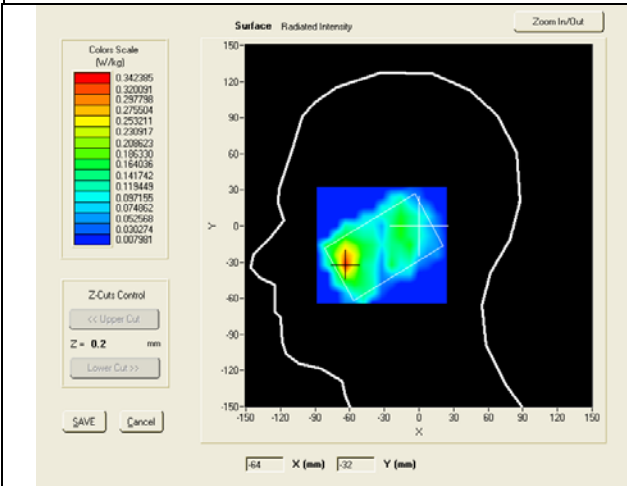 Surface Radiated Intensity
Zoom In/Out
Colors Scale
(W/kg)
0.342385
0.320091
0.297798
0.275504
0.253211
0.230917
0.208623
0.186330
0.164036
0.141742
0.119449
0.097155
0.074862
0.052568
0.030274
0.007981
Z-Cuts Control
<< Upper Cut
Z = 0.2 mm
Lower Cut >>
SAVE Cancel
150-
120-
90-
60-
30-
0-
-30-
-60-
-90-
-120-
-150-
Y
-150 -120 -90 -60 -30 0 30 60 90 120 150
X
-64 X (mm) -32 Y (mm)